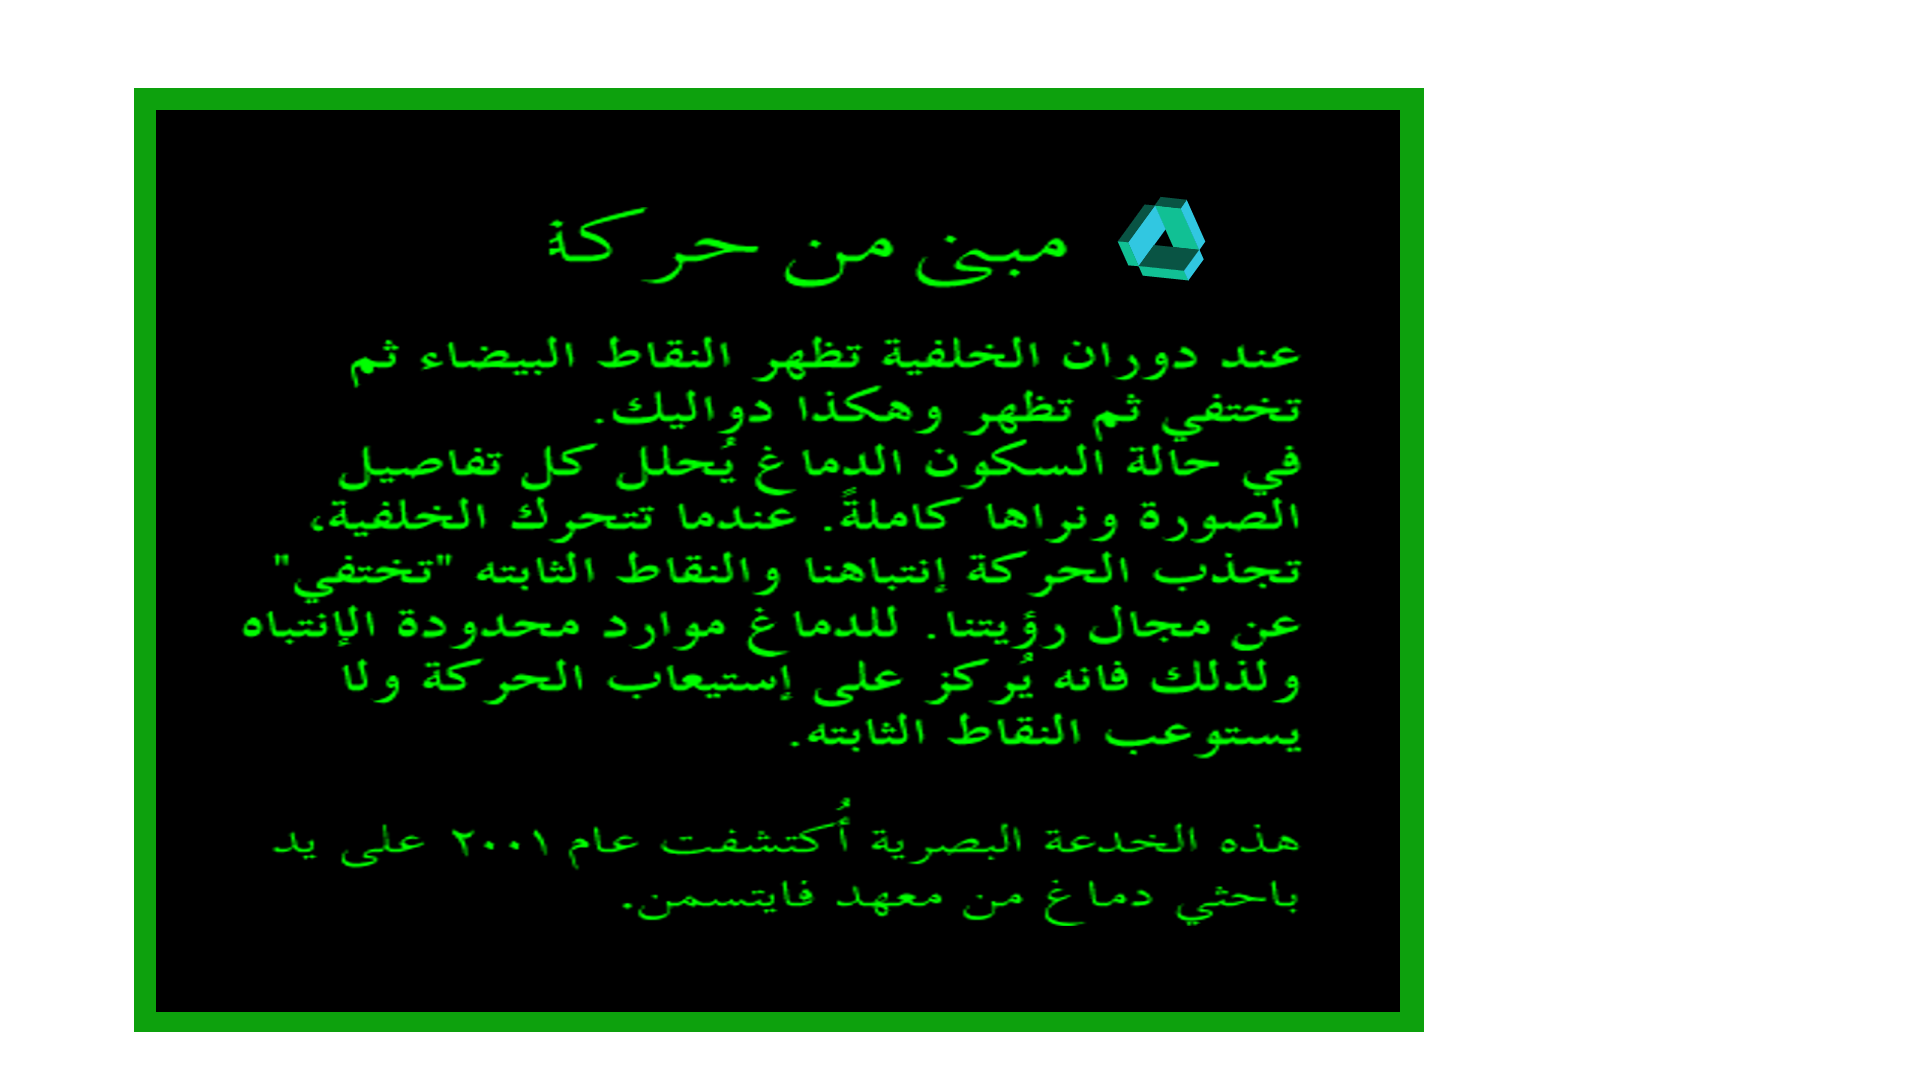 مبنى من حركة
عند دوران الخلفية تظهر النقاط البيضاء ثم
تختفي ثم تظهر وهكذا دواليك.
في حالة السكون الدماغ يُحلل كل تفاصيل
الصورة ونراها كاملةً. عندما تتحرك الخلفية،
تجذب الحركة إنتباهنا والنقاط الثابته "تختفي"
عن مجال رؤيتنا. للدماغ موارد محدودة الإنتباه
ولذلك فانه يُركز على إستيعاب الحركة ولا
يستوعب النقاط الثابته.
هذه الخدعة البصرية أُكتشفت عام ٢٠٠١ على يد
باحثي دماغ من معهد فايتسمن.